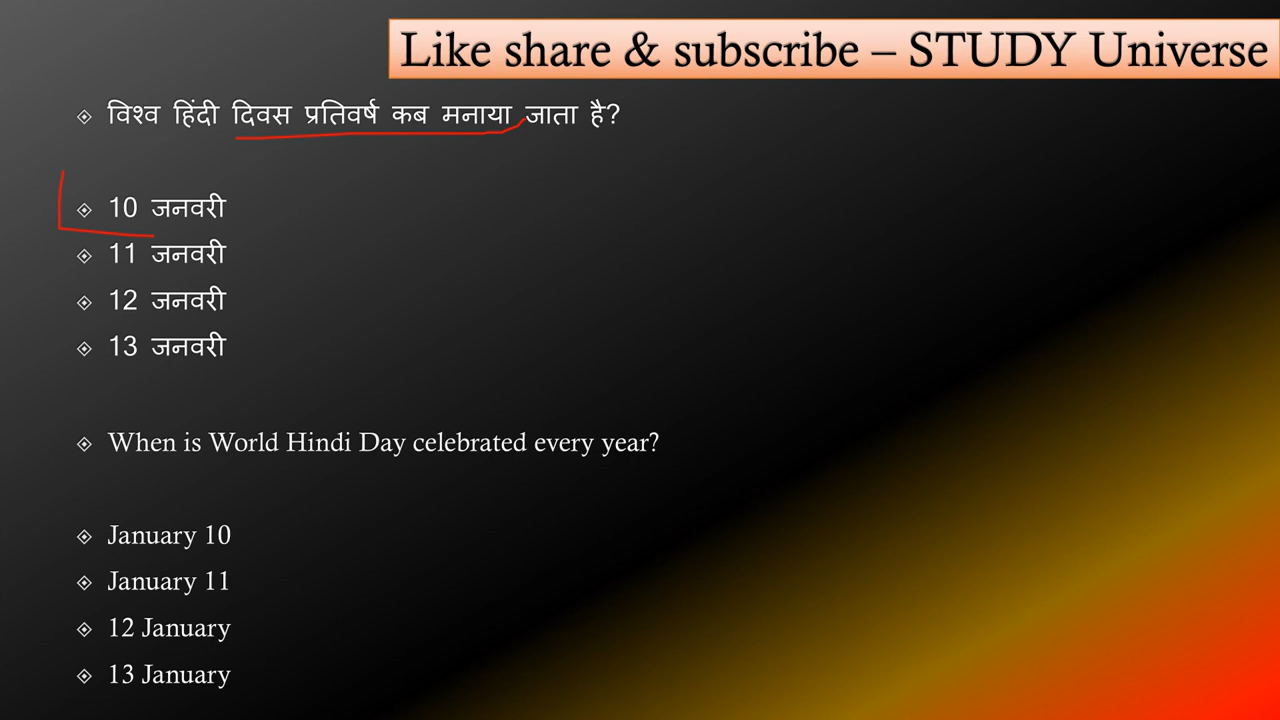 Like share & subscribe – STUDY Universe
विश्व हिंदी दिवस प्रतिवर्ष कब मनाया जाता है?
10 जनवरी
11 जनवरी
12 जनवरी
13 जनवरी
When is World Hindi Day celebrated every year?
January 10
January 11
12 January
13 January